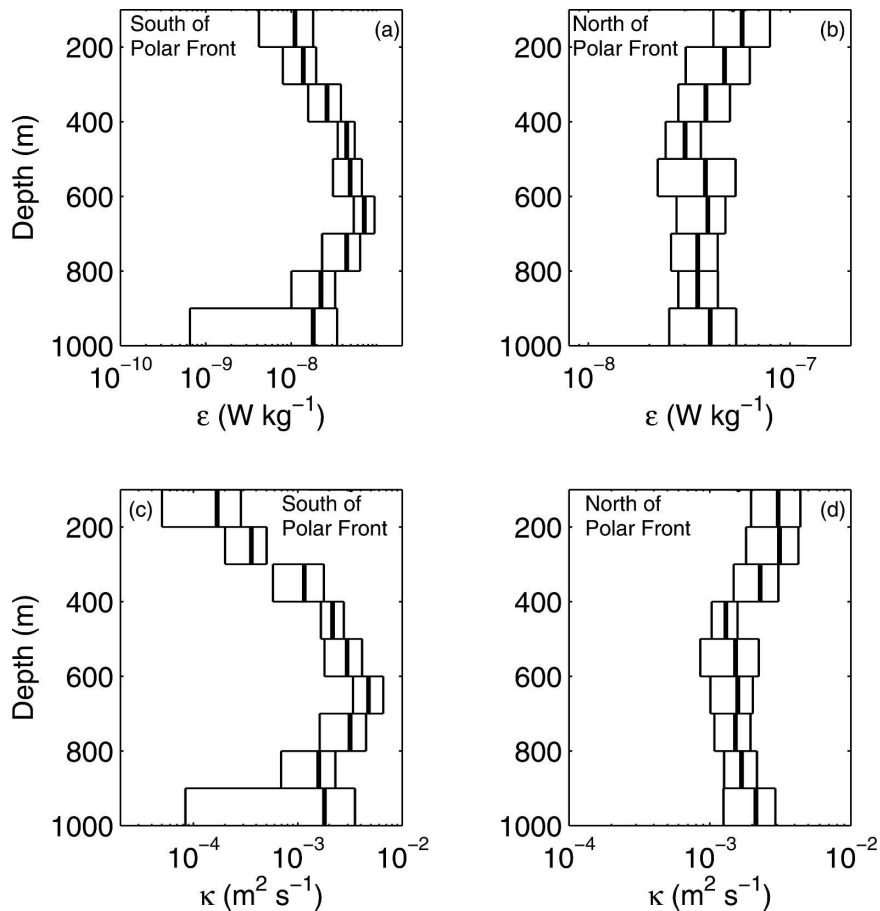 South of
Polar Front
(a)
200
400
600
800
1000
Depth (m)
10⁻¹⁰
10⁻⁹
10⁻⁸
ε (W kg⁻¹)
North of
Polar Front
(b)
200
400
600
800
1000
10⁻⁸
10⁻⁷
ε (W kg⁻¹)
(c)
South of
Polar Front
200
400
600
800
1000
Depth (m)
10⁻⁴
10⁻³
10⁻²
κ (m² s⁻¹)
North of
Polar Front
(d)
200
400
600
800
1000
10⁻⁴
10⁻³
10⁻²
κ (m² s⁻¹)